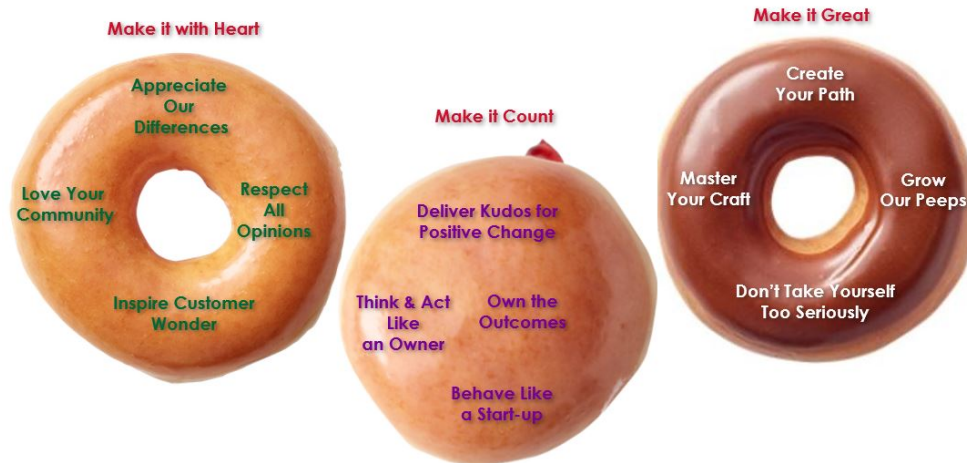 Make it with Heart
Appreciate
Our
Differences
Love Your
Community
Respect
All
Opinions
Inspire Customer
Wonder
Make it Count
Deliver Kudos for
Positive Change
Think & Act
Like
an Owner
Own the
Outcomes
Behave Like
a Start-up
Make it Great
Create
Your Path
Master
Your Craft
Grow
Our Peeps
Don't Take Yourself
Too Seriously